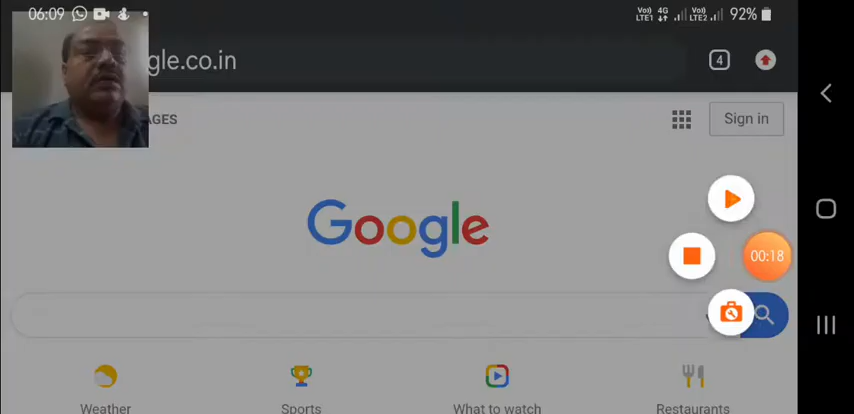 06:09
Vo)) LTE1 4G Vo)) LTE2 92%
gle.co.in
4
AGES
Sign in
Google
00:18
Weather Sports What to watch Restaurants